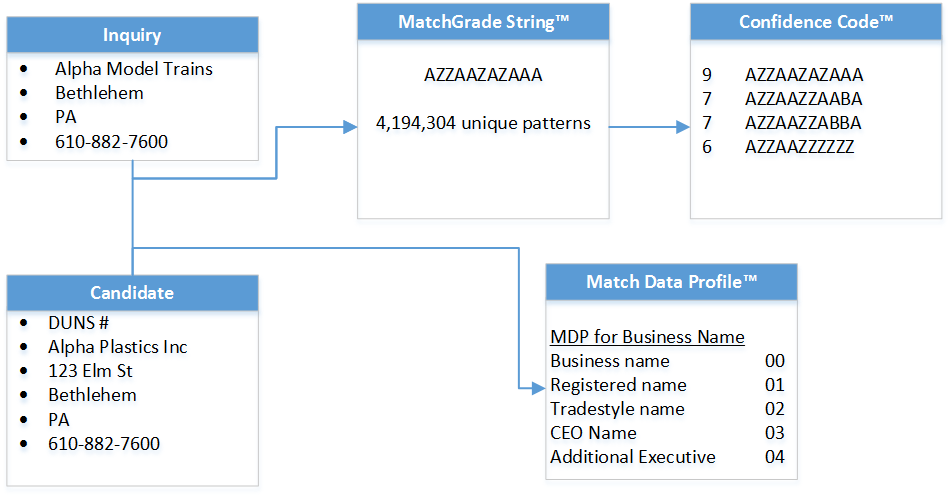 Inquiry
• Alpha Model Trains
• Bethlehem
• PA
• 610-882-7600
MatchGrade String™
AZZAAZAZAAA
4,194,304 unique patterns
Confidence Code™
9 AZZAAZAZAAA
7 AZZAAZZAABA
7 AZZAAZZABBA
6 AZZAAZZZZZZ
Candidate
• DUNS #
• Alpha Plastics Inc
• 123 Elm St
• Bethlehem
• PA
• 610-882-7600
Match Data Profile™
MDP for Business Name
Business name 00
Registered name 01
Tradestyle name 02
CEO Name 03
Additional Executive 04